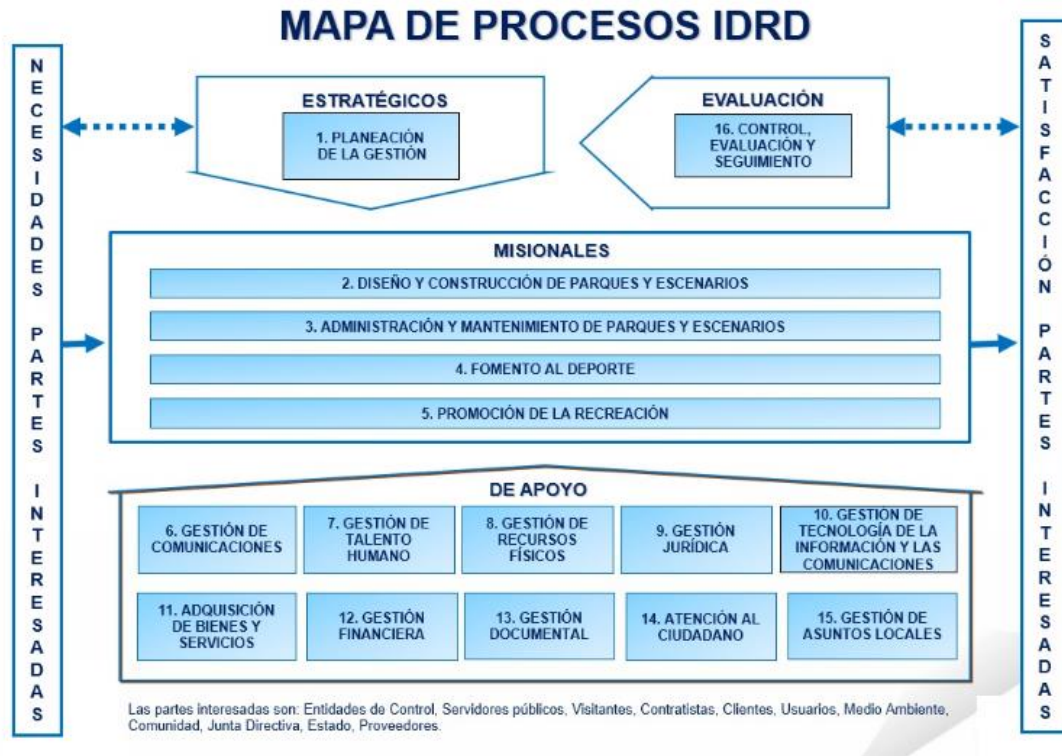 MAPA DE PROCESOS IDRD
NECESIDADES PARTES INTERESADAS
ESTRATÉGICOS
1. PLANEACIÓN
DE LA GESTIÓN
EVALUACIÓN
16. CONTROL,
EVALUACIÓN Y
SEGUIMIENTO
MISIONALES
2. DISEÑO Y CONSTRUCCIÓN DE PARQUES Y ESCENARIOS
3. ADMINISTRACIÓN Y MANTENIMIENTO DE PARQUES Y ESCENARIOS
4. FOMENTO AL DEPORTE
5. PROMOCIÓN DE LA RECREACIÓN
DE APOYO
6. GESTIÓN DE
COMUNICACIONES
7. GESTIÓN DE
TALENTO
HUMANO
8. GESTIÓN DE
RECURSOS
FÍSICOS
9. GESTIÓN
JURÍDICA
10. GESTIÓN DE
TECNOLOGÍA DE LA
INFORMACIÓN Y LAS
COMUNICACIONES
11. ADQUISICIÓN
DE BIENES Y
SERVICIOS
12. GESTIÓN
FINANCIERA
13. GESTIÓN
DOCUMENTAL
14. ATENCIÓN AL
CIUDADANO
15. GESTIÓN DE
ASUNTOS LOCALES
SATISFACCIÓN PARTES INTERESADAS
Las partes interesadas son: Entidades de Control, Servidores públicos, Visitantes, Contratistas, Clientes, Usuarios, Medio Ambiente,
Comunidad, Junta Directiva, Estado, Proveedores.